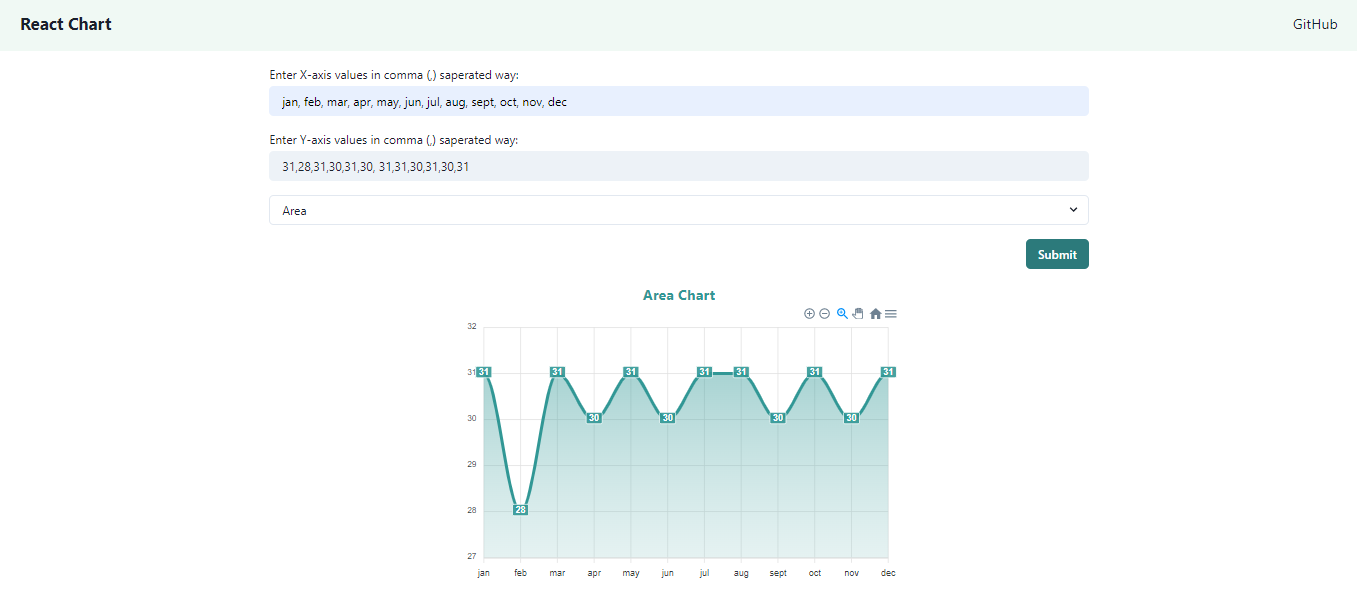 React Chart
GitHub
Enter X-axis values in comma (,) saperated way:
jan, feb, mar, apr, may, jun, jul, aug, sept, oct, nov, dec
Enter Y-axis values in comma (,) saperated way:
31,28,31,30,31,30, 31,31,30,31,30,31
Area
Submit
Area Chart
32
31
30
29
28
27
31 28 31 30 31 30 31 31 30 31 30 31
jan feb mar apr may jun jul aug sept oct nov dec